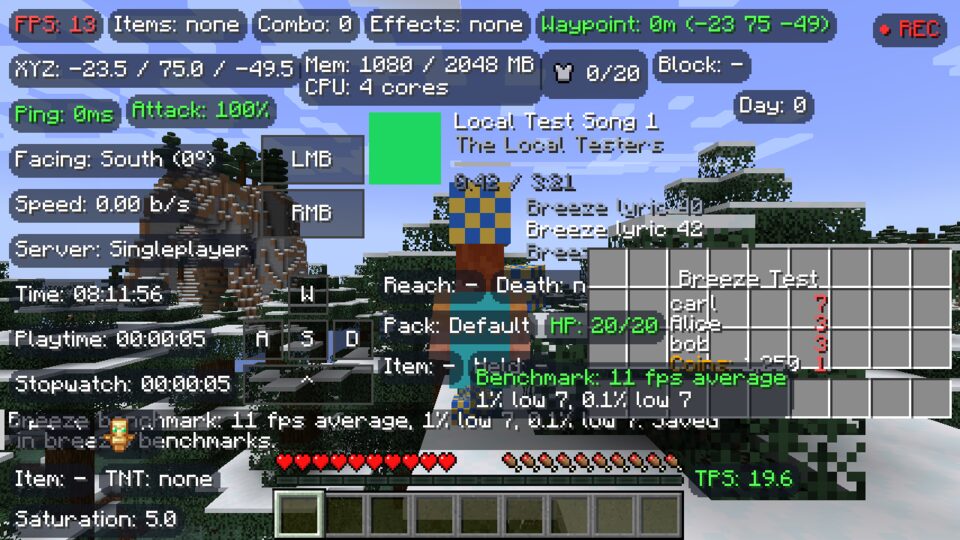 FPS: 13 Items: none Combo: 0 Effects: none Waypoint: 0m (-23 75 -49) REC
XYZ: -23.5 / 75.0 / -49.5 Mem: 1080 / 2048 MB 0/20 Block: -
CPU: 4 cores
Ping: 0ms Attack: 100% Day: 0
Local Test Song 1
The Local Testers
Facing: South (0°) LMB
0:42 / 3:21
Speed: 0.00 b/s RMB
Breeze lyric 40
Breeze lyric 42
Server: Singleplayer Breeze
Breeze Test
Reach: - Death: n
Time: 08:11:56 W
carl 7
Alice 3
Pack: Default HP: 20/20
Playtime: 00:00:05 A S D
bob 3
Coins: 1,250 1
Item: - Held: -
Stopwatch: 00:00:05 ^
Benchmark: 11 fps average
1% low 7, 0.1% low 7
Breeze benchmark: 11 fps average, 1% low 7, 0.1% low 7. Saved
in breeze benchmarks.
Item: - TNT: none TPS: 19.6
Saturation: 5.0